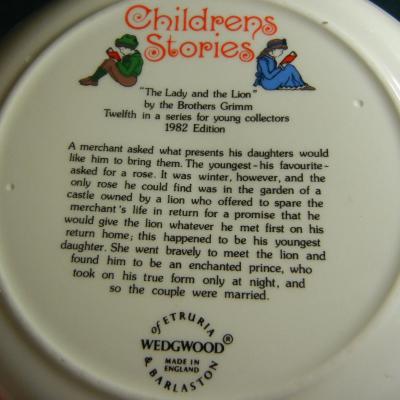 Childrens
Stories
"The Lady and the Lion"
by the Brothers Grimm
Twelfth in a series for young collectors
1982 Edition
A merchant asked what presents his daughters would
like him to bring them. The youngest - his favourite -
asked for a rose. It was winter, however, and the
only rose he could find was in the garden of a
castle owned by a lion who offered to spare the
merchant's life in return for a promise that he
would give the lion whatever he met first on his
return home; this happened to be his youngest
daughter. She went bravely to meet the lion and
found him to be an enchanted prince, who
took on his true form only at night, and
so the couple were married.
of ETRURIA
WEDGWOOD®
MADE IN
ENGLAND
& BARLASTON